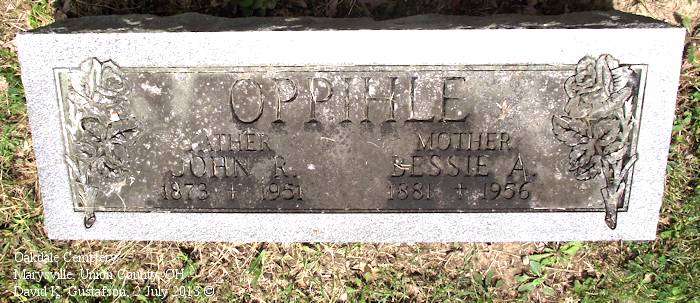 OPPIHLE
FATHER MOTHER
JOHN R. BESSIE A.
1873 + 1951 1881 + 1956
Oakdale Cemetery
Marysville, Union County, OH
David K. Gustafson, 2 July 2013 ©